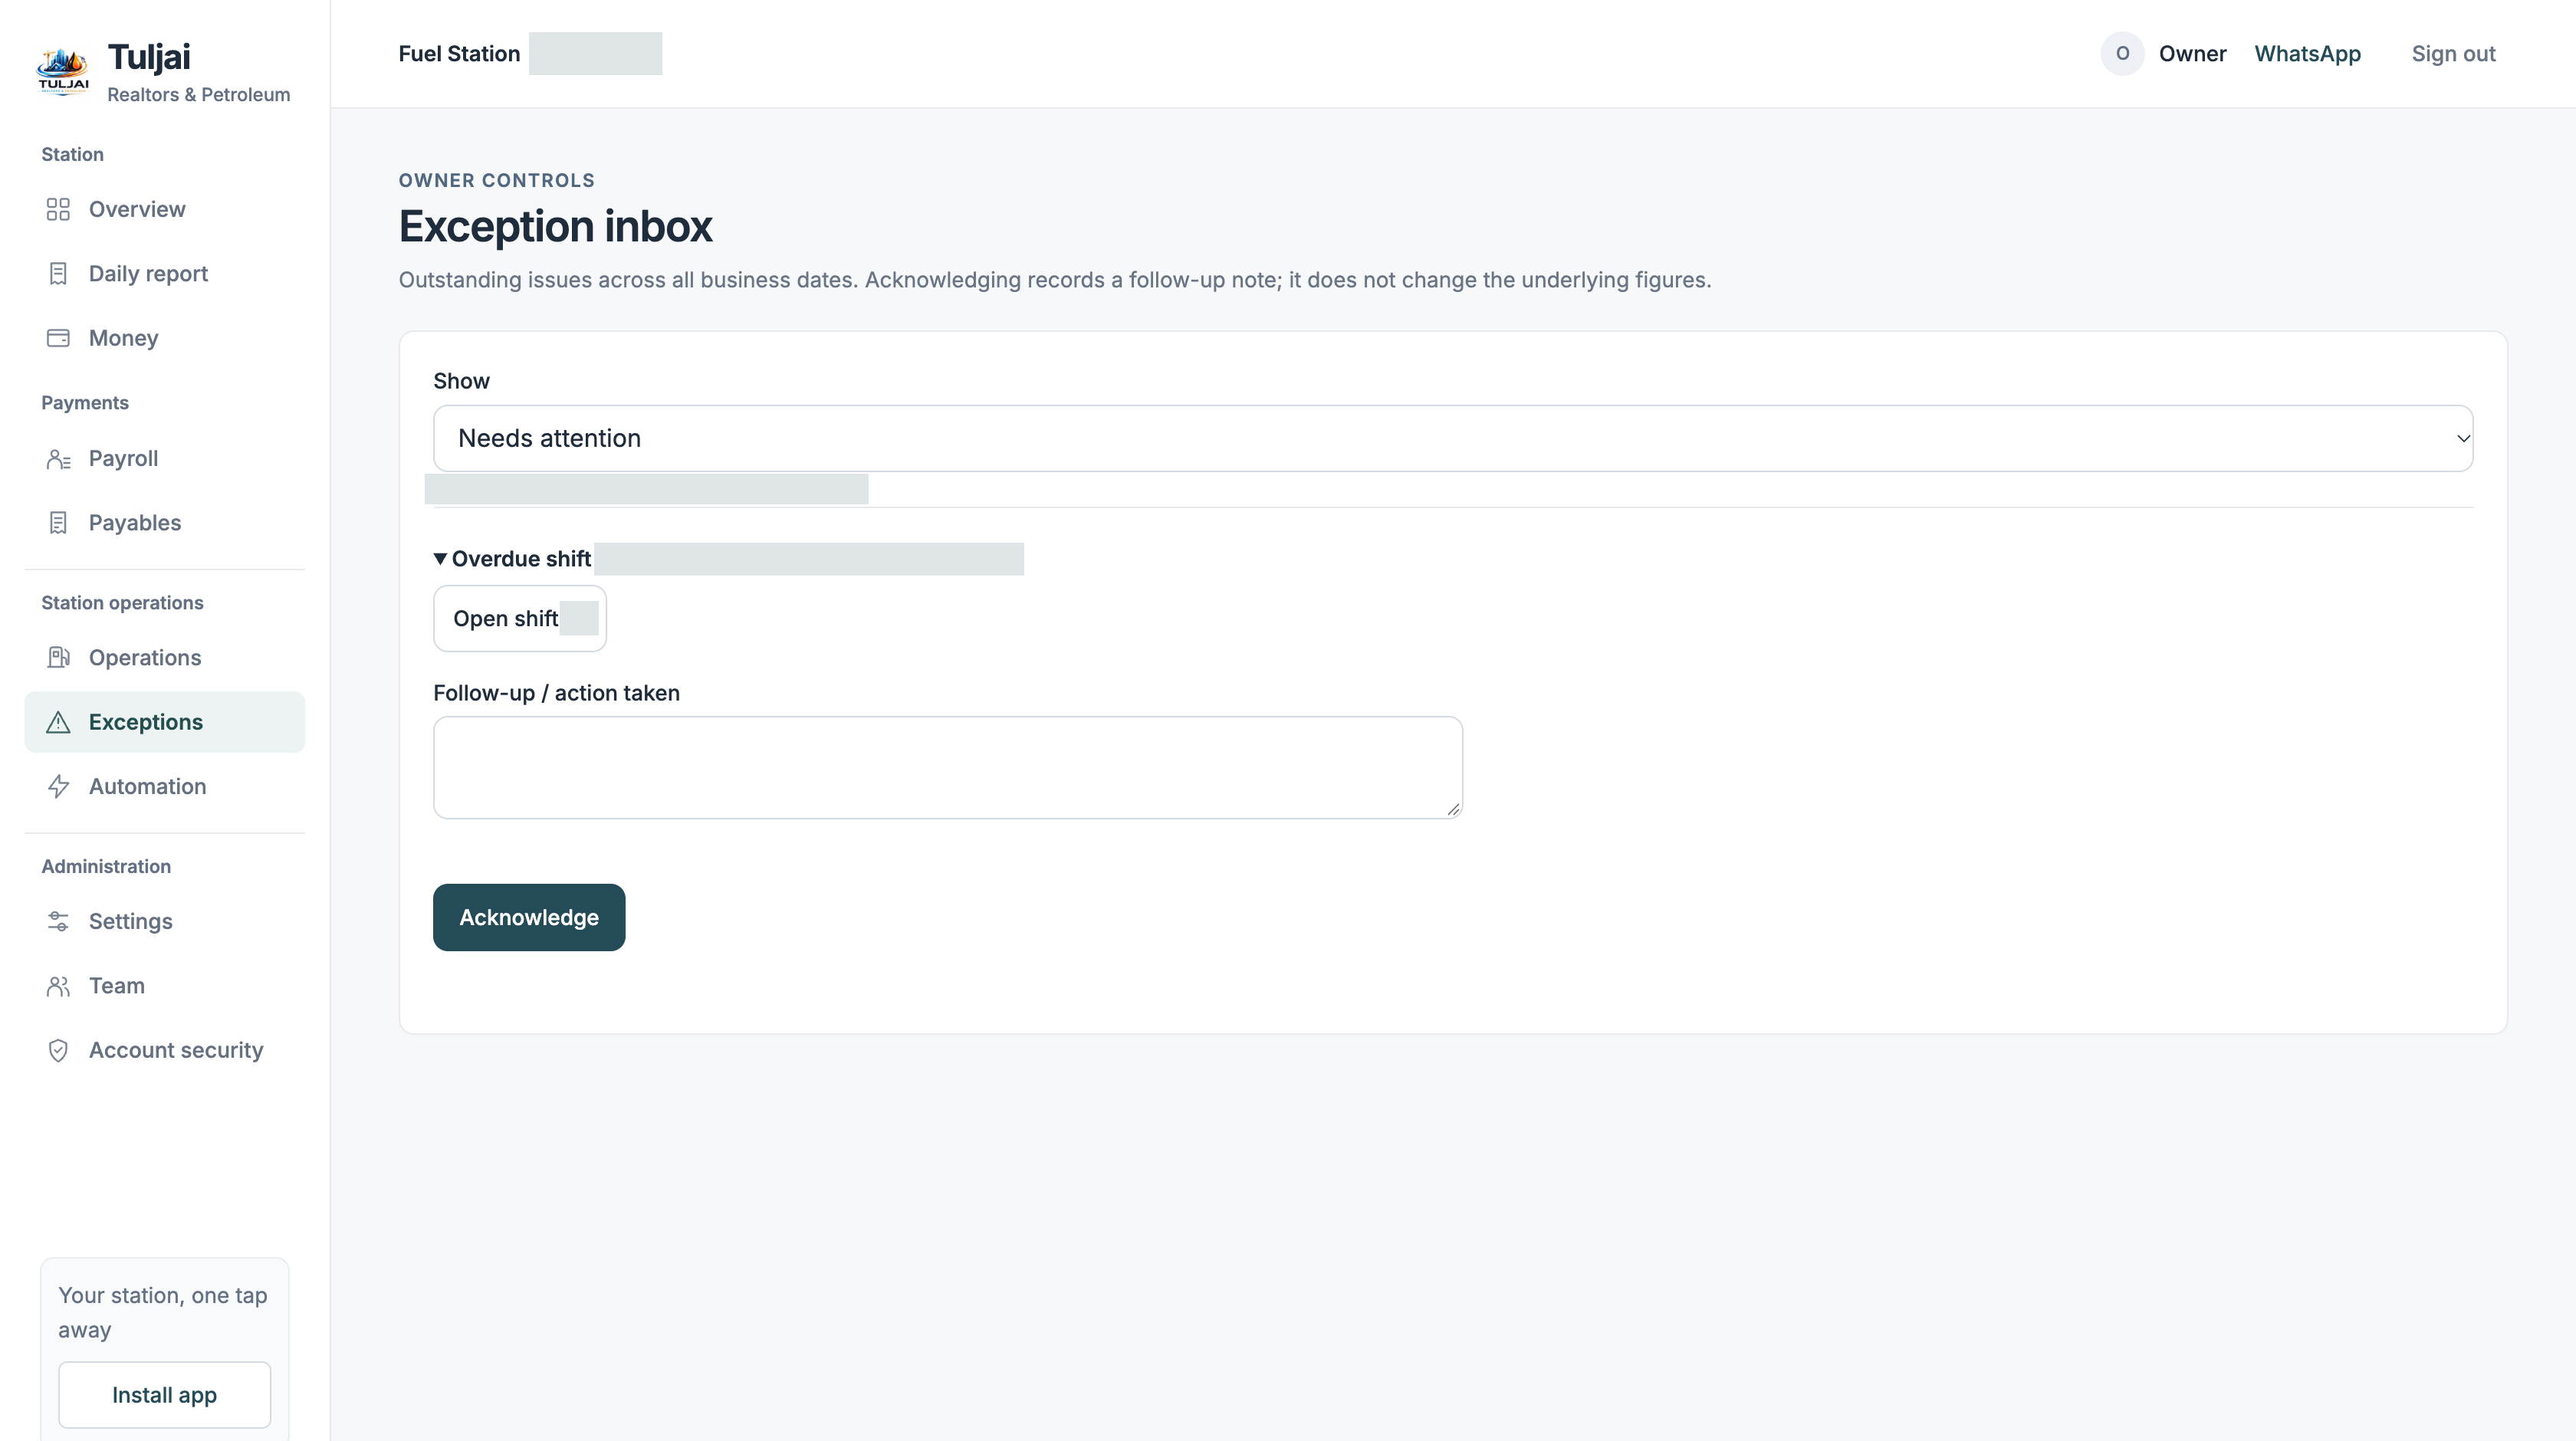 TULJAI
Tuljai
Realtors & Petroleum
Station
Overview
Daily report
Money
Payments
Payroll
Payables
Station operations
Operations
Exceptions
Automation
Administration
Settings
Team
Account security
Your station, one tap
away
Install app
Fuel Station
O Owner WhatsApp Sign out
OWNER CONTROLS
Exception inbox
Outstanding issues across all business dates. Acknowledging records a follow-up note; it does not change the underlying figures.
Show
Needs attention
Overdue shift
Open shift
Follow-up / action taken
Acknowledge